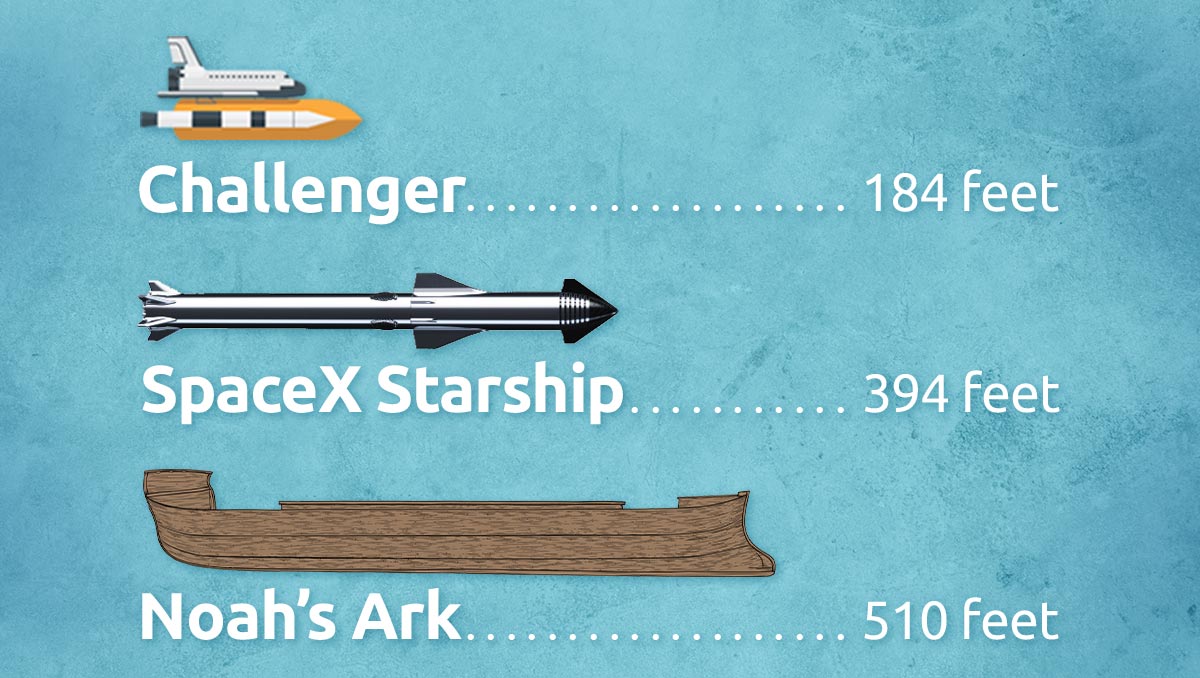 Challenger................... 184 feet
SpaceX Starship........... 394 feet
Noah’s Ark................... 510 feet